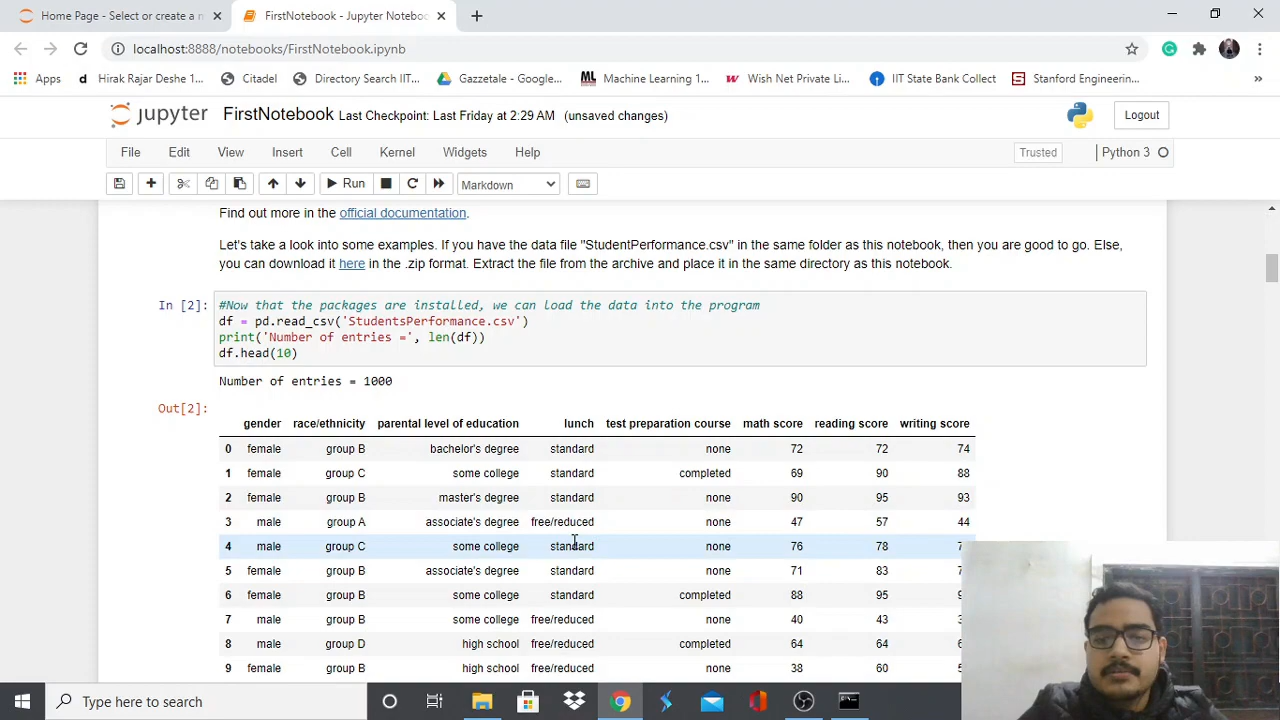 Home Page - Select or create a n
FirstNotebook - Jupyter Notebo
localhost:8888/notebooks/FirstNotebook.ipynb
Apps
Hirak Rajar Deshe 1...
Citadel
Directory Search IIT...
Gazzetale - Google...
Machine Learning 1...
Wish Net Private Li...
IIT State Bank Collect
Stanford Engineerin...
jupyter FirstNotebook Last Checkpoint: Last Friday at 2:29 AM (unsaved changes)
Logout
File Edit View Insert Cell Kernel Widgets Help Trusted Python 3
Run Markdown
Find out more in the official documentation.
Let's take a look into some examples. If you have the data file "StudentPerformance.csv" in the same folder as this notebook, then you are good to go. Else,
you can download it here in the .zip format. Extract the file from the archive and place it in the same directory as this notebook.
In [2]: #Now that the packages are installed, we can load the data into the program
df = pd.read_csv('StudentsPerformance.csv')
print('Number of entries =', len(df))
df.head(10)
Number of entries = 1000
Out[2]:
gender race/ethnicity parental level of education lunch test preparation course math score reading score writing score
0 female group B bachelor's degree standard none 72 72 74
1 female group C some college standard completed 69 90 88
2 female group B master's degree standard none 90 95 93
3 male group A associate's degree free/reduced none 47 57 44
4 male group C some college standard none 76 78
5 female group B associate's degree standard none 71 83
6 female group B some college standard completed 88 95
7 male group B some college free/reduced none 40 43
8 male group D high school free/reduced completed 64 64
9 female group B high school free/reduced none 38 60
Type here to search